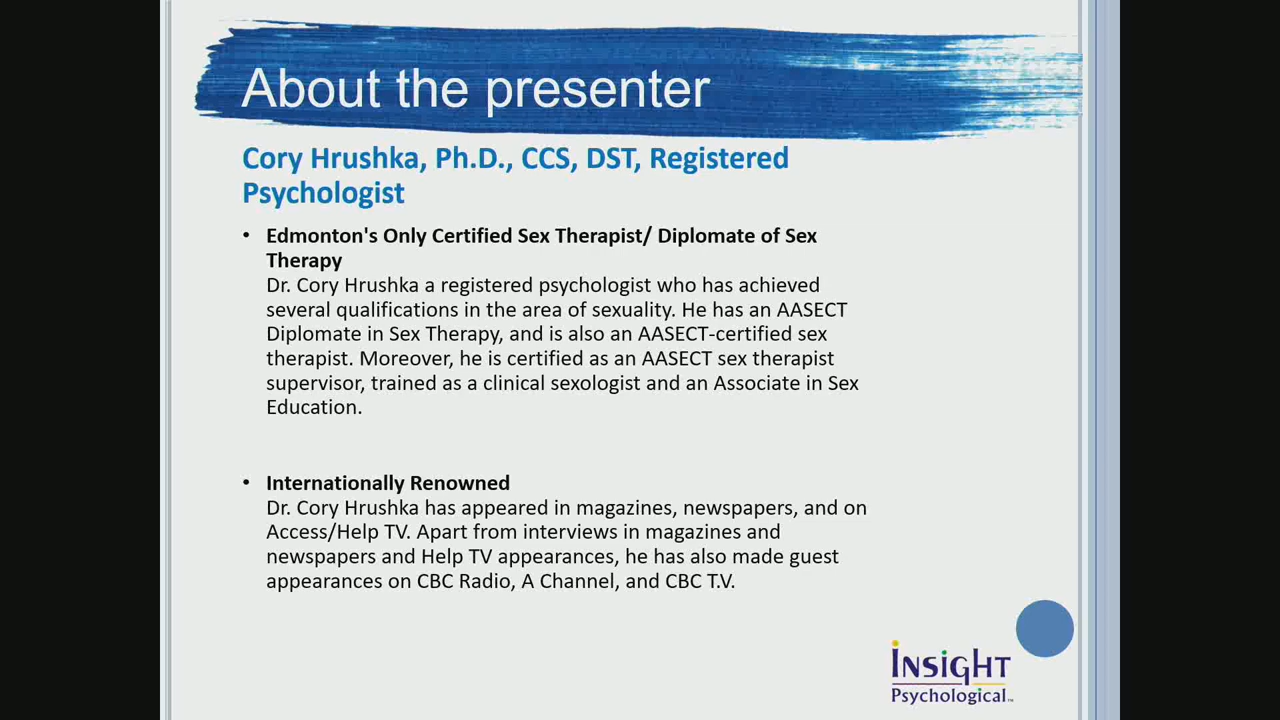 About the presenter
Cory Hrushka, Ph.D., CCS, DST, Registered
Psychologist
• Edmonton's Only Certified Sex Therapist/ Diplomate of Sex
Therapy
Dr. Cory Hrushka a registered psychologist who has achieved
several qualifications in the area of sexuality. He has an AASECT
Diplomate in Sex Therapy, and is also an AASECT-certified sex
therapist. Moreover, he is certified as an AASECT sex therapist
supervisor, trained as a clinical sexologist and an Associate in Sex
Education.
• Internationally Renowned
Dr. Cory Hrushka has appeared in magazines, newspapers, and on
Access/Help TV. Apart from interviews in magazines and
newspapers and Help TV appearances, he has also made guest
appearances on CBC Radio, A Channel, and CBC T.V.
InsigHT
Psychological™